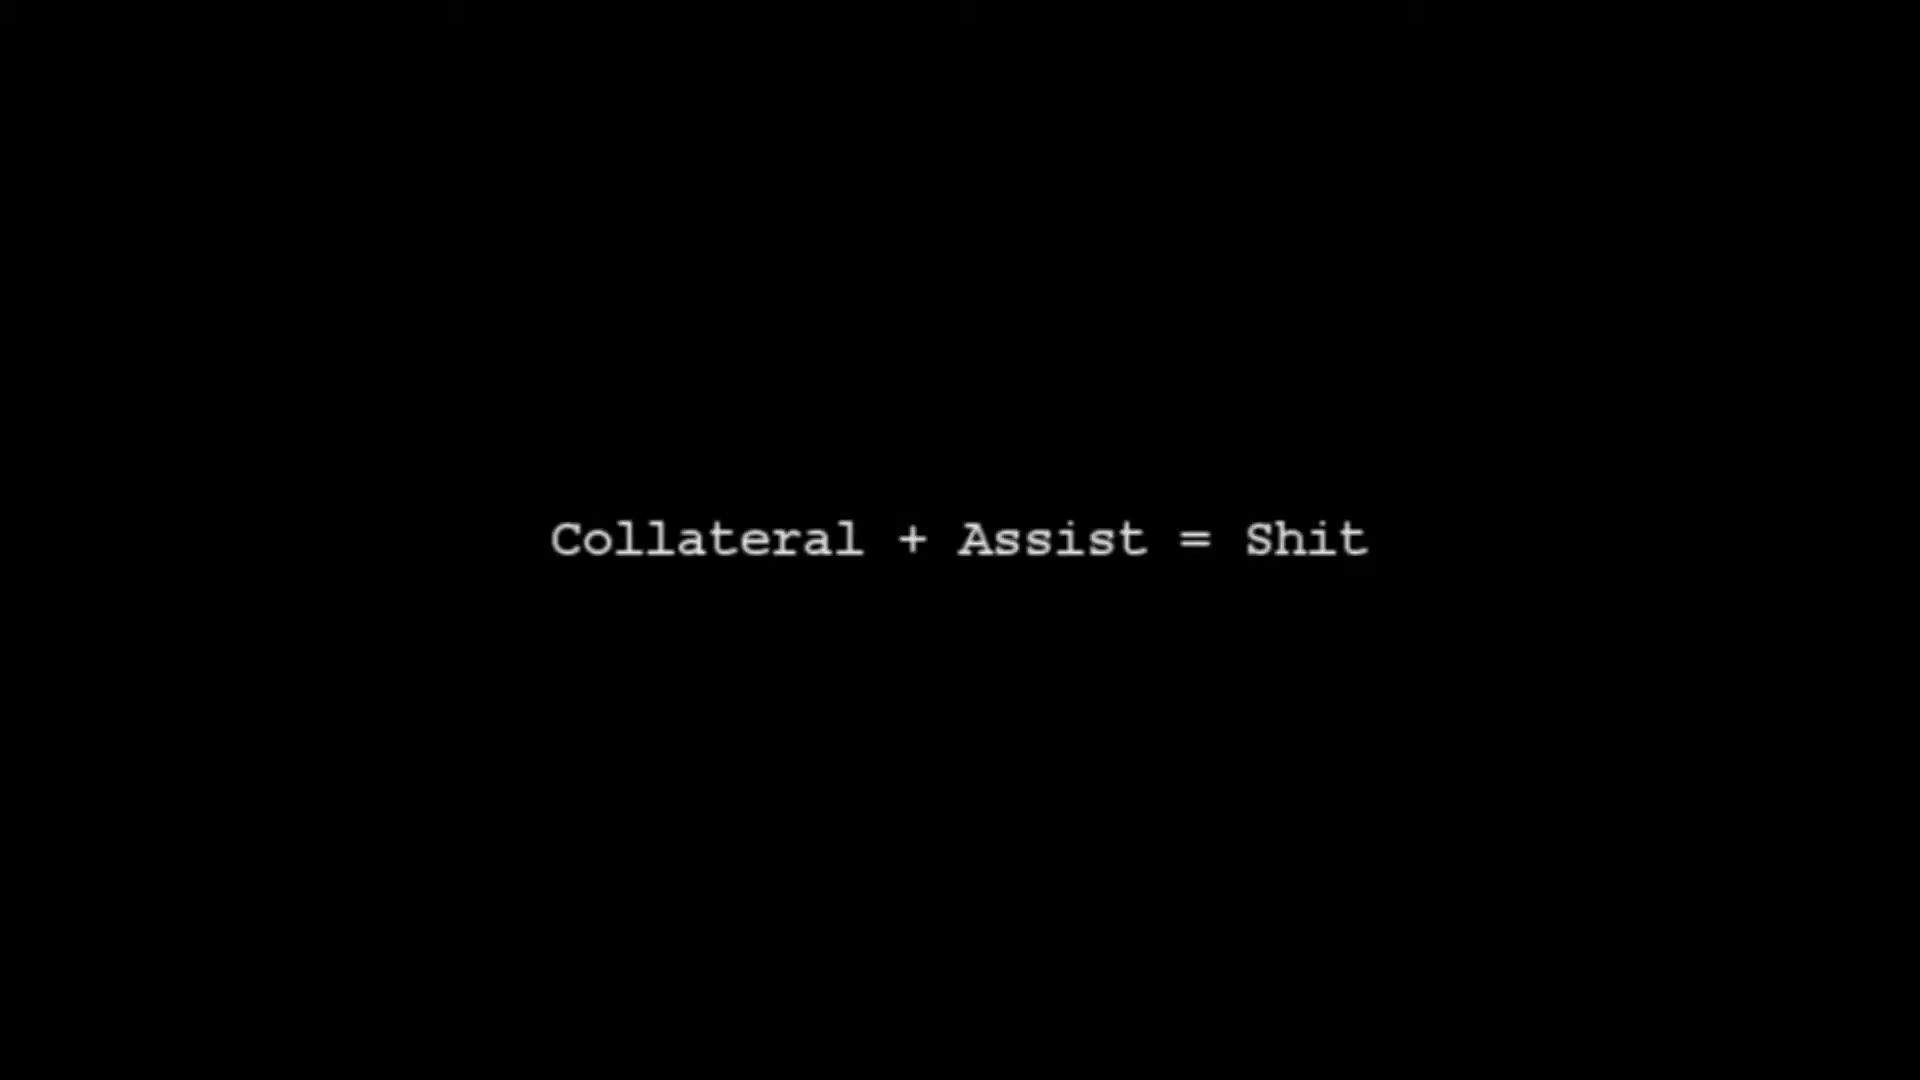 Collateral + Assist = Shit